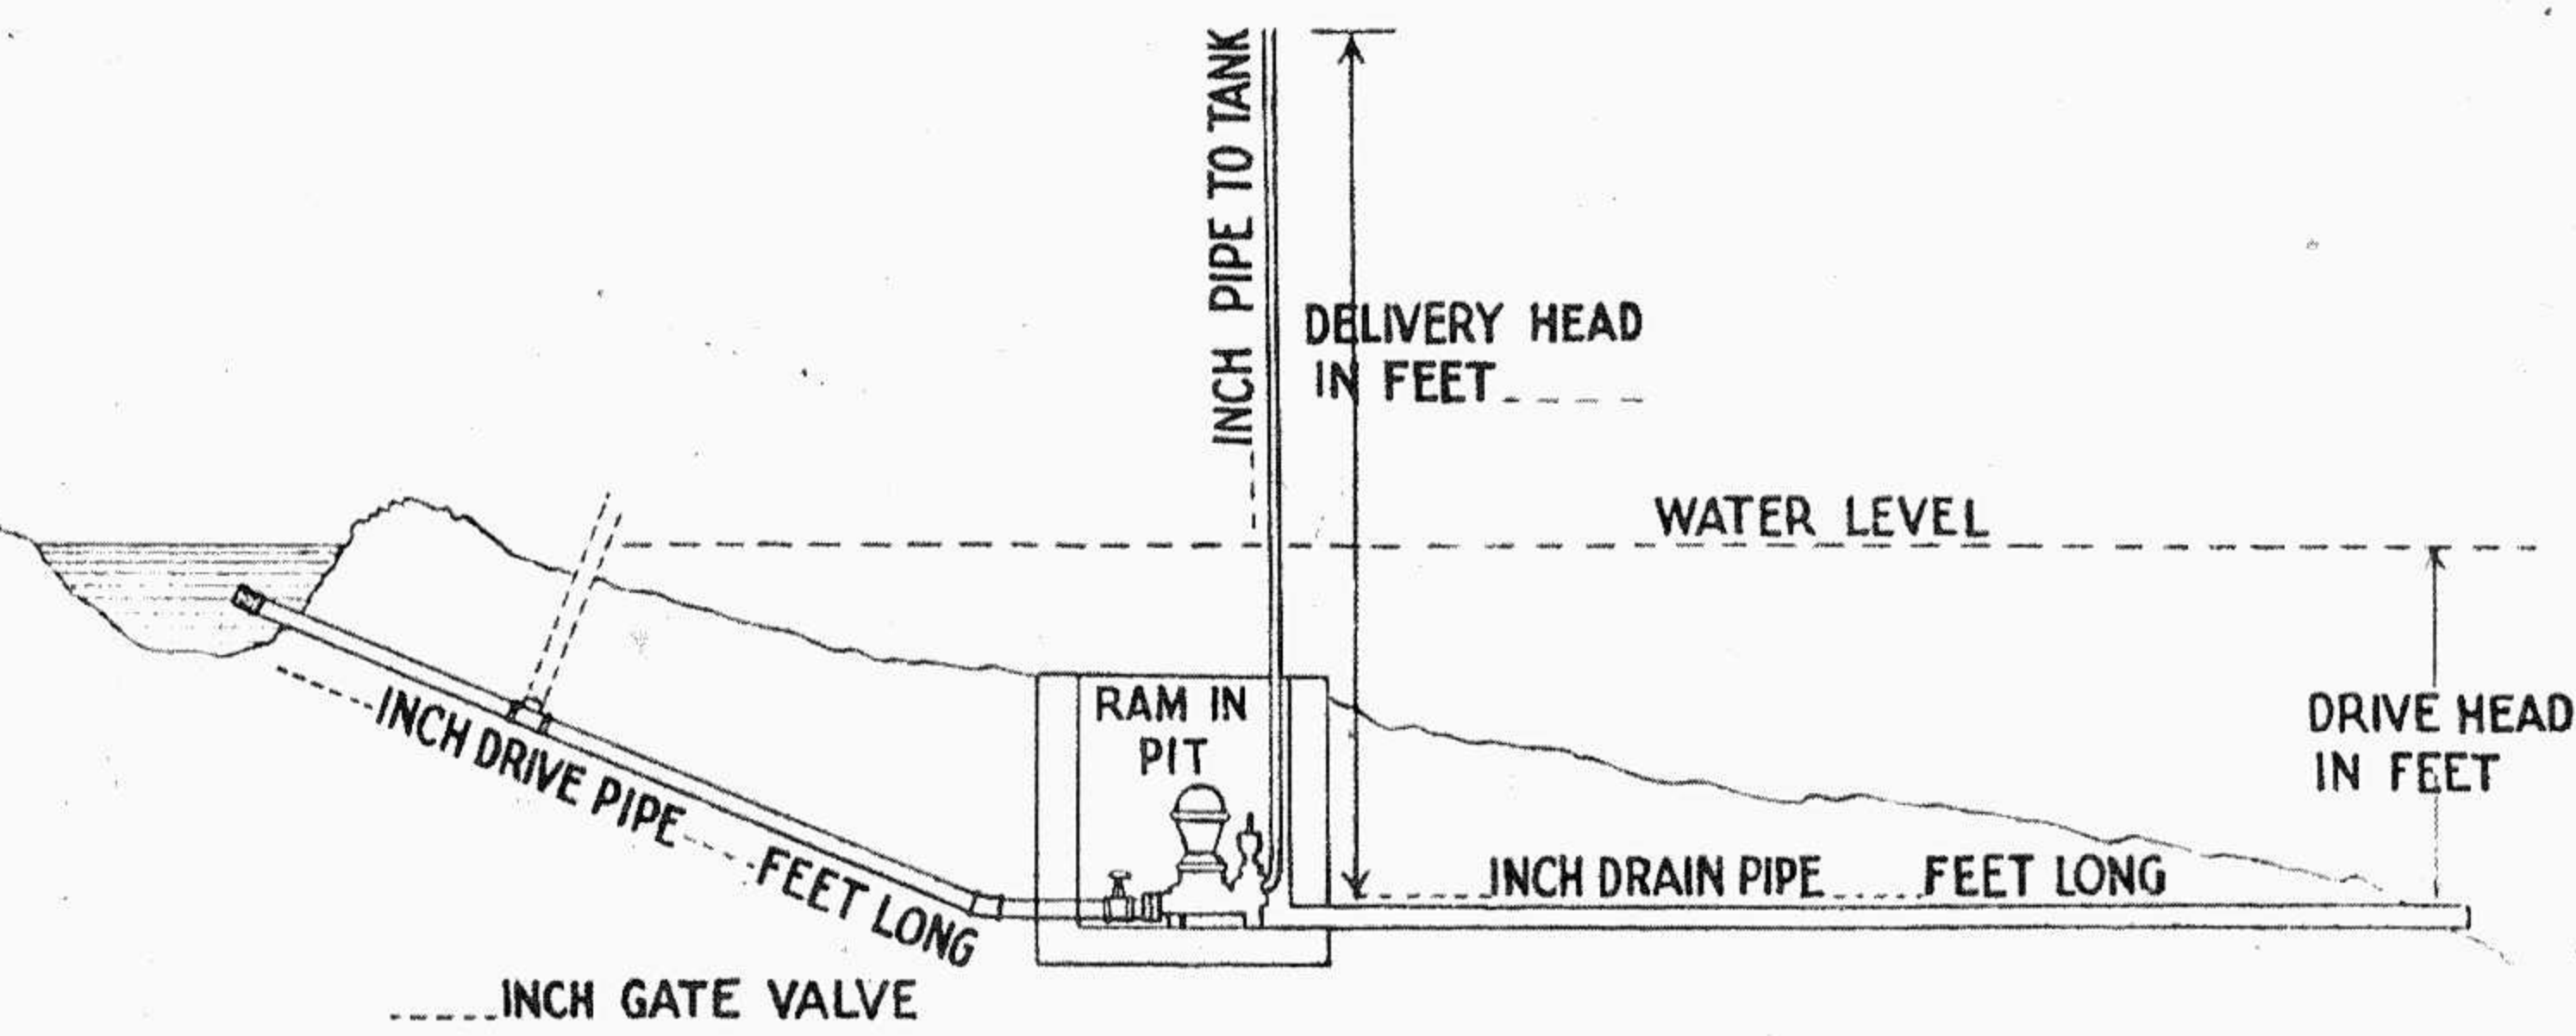 INCH PIPE TO TANK
DELIVERY HEAD
IN FEET
WATER LEVEL
RAM IN
PIT
DRIVE HEAD
IN FEET
INCH DRIVE PIPE FEET LONG
INCH DRAIN PIPE FEET LONG
INCH GATE VALVE